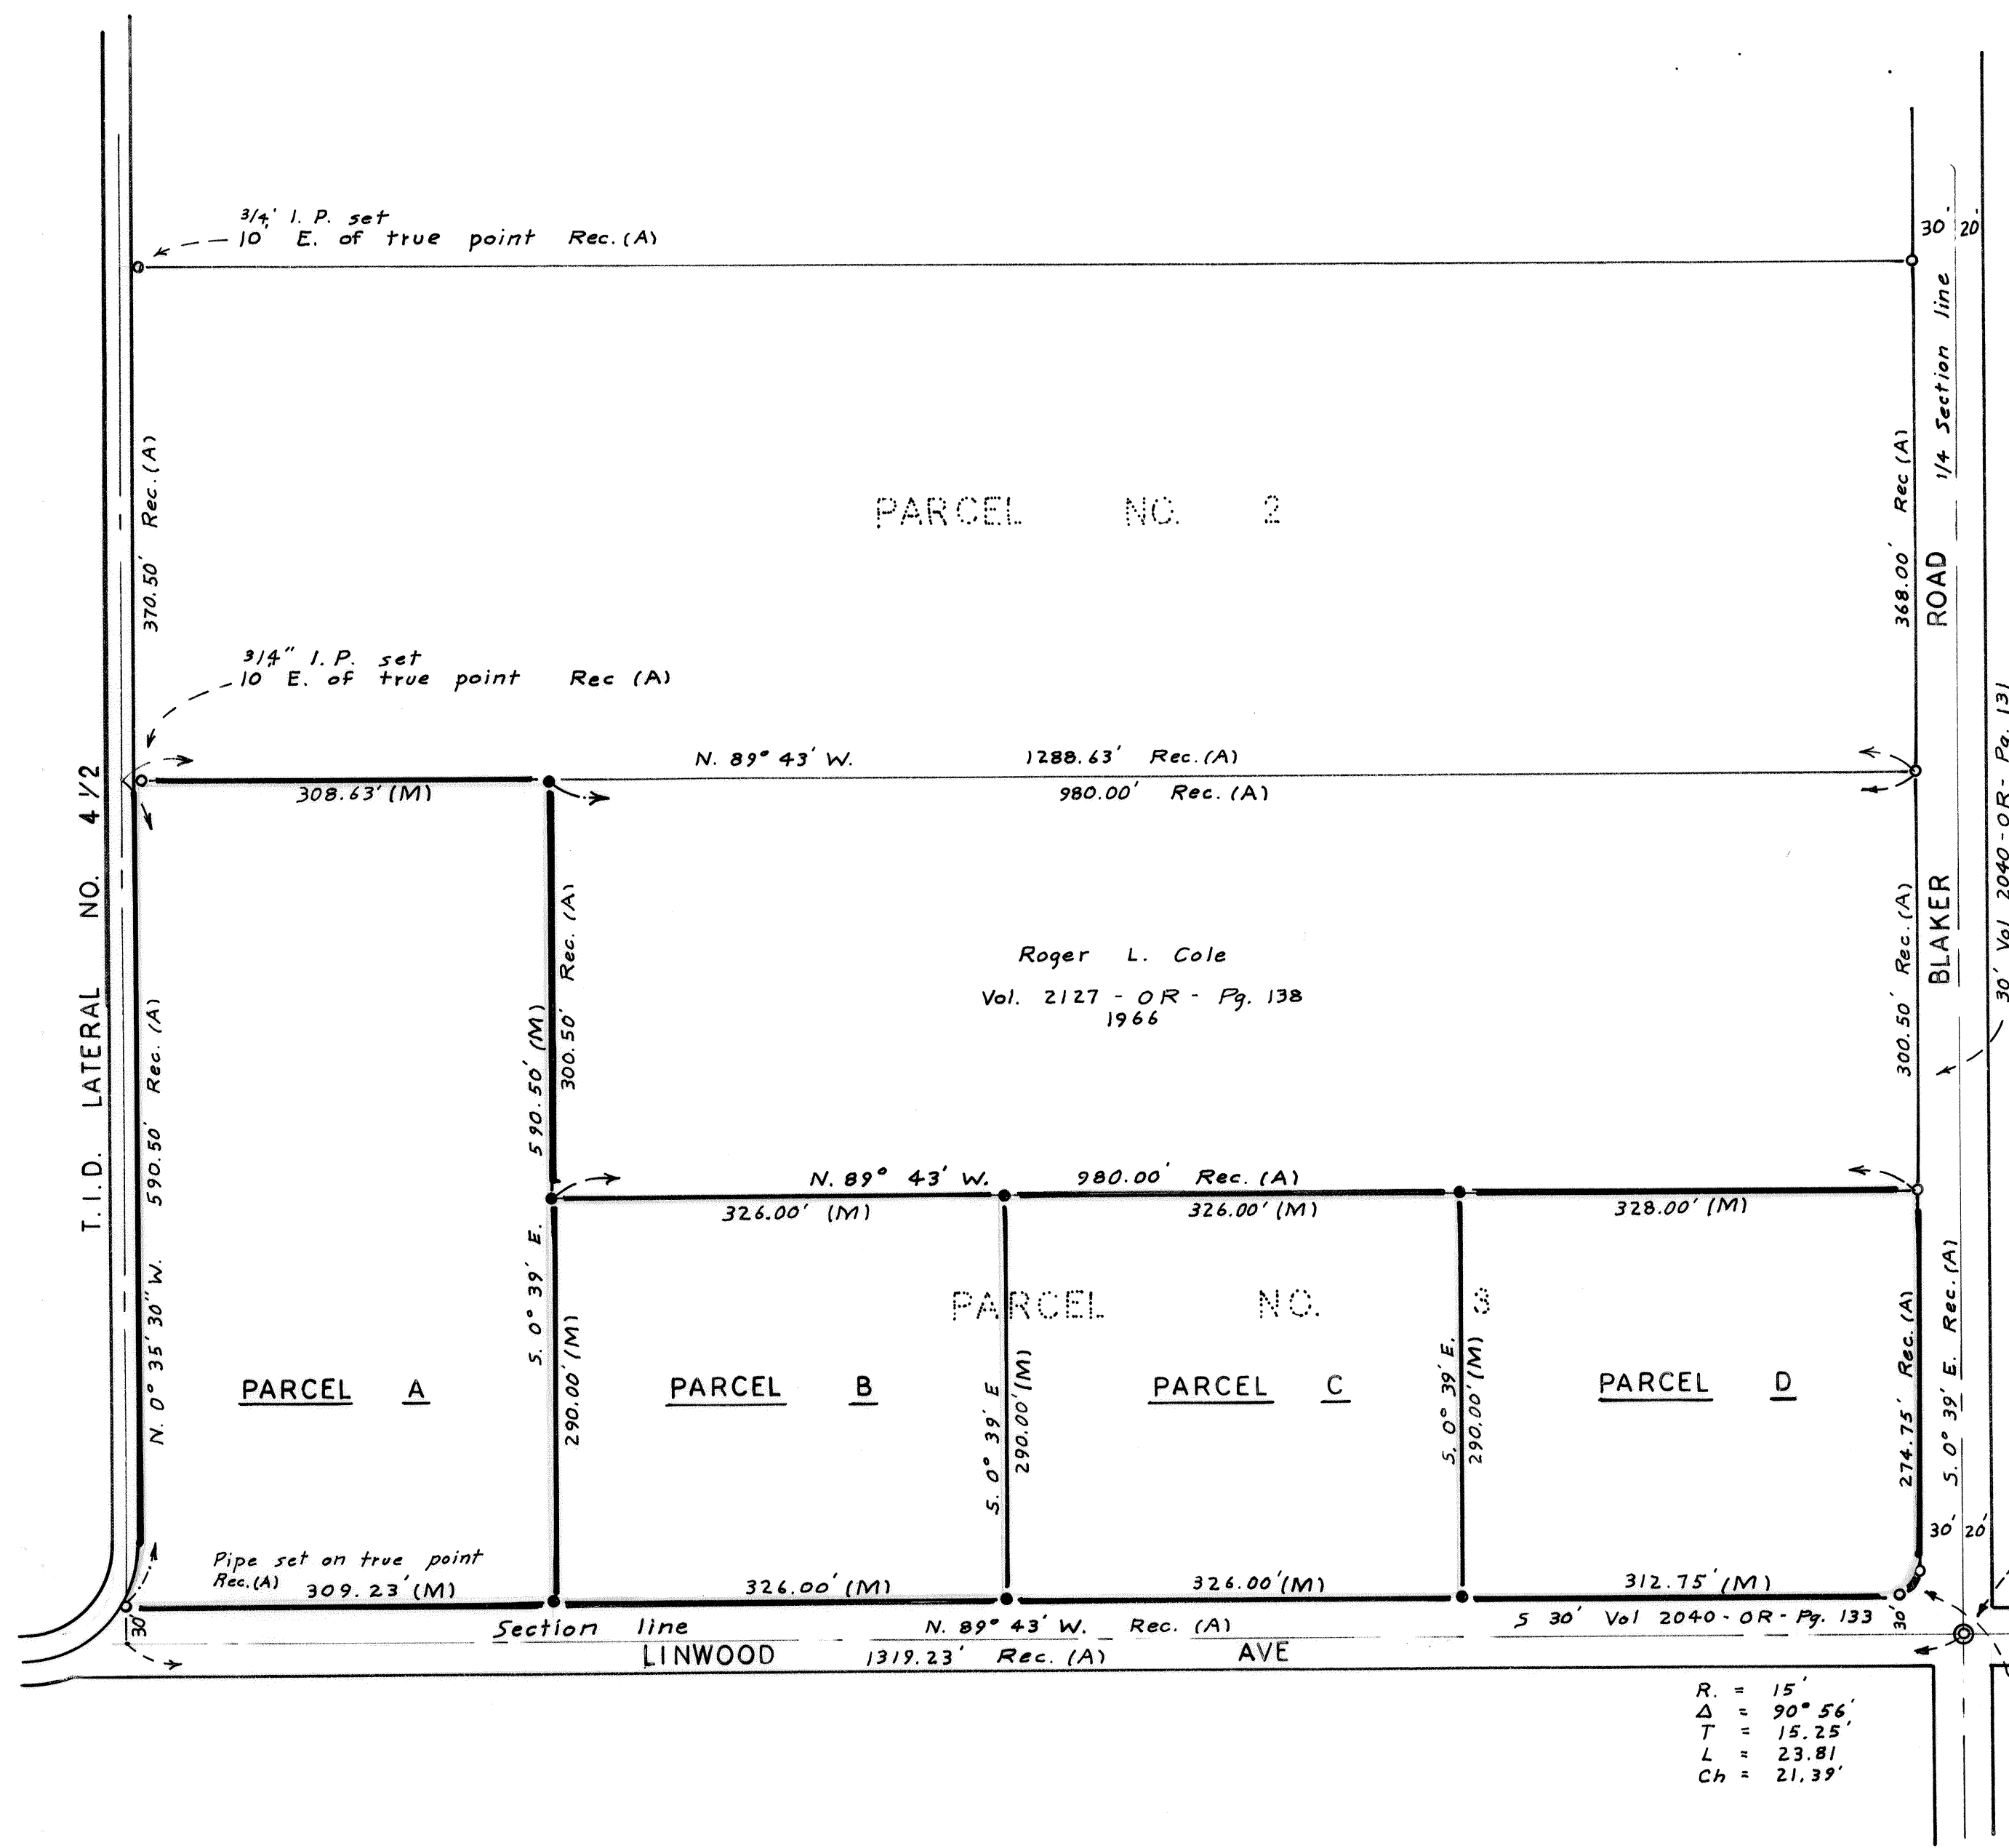 3/4' I. P. set
10' E. of true point Rec. (A)
30' 20'
1/4 Section line
370.50' Rec. (A)
368.00' Rec (A)
PARCEL NO. 2
ROAD
3/4" I. P. set
10' E. of true point Rec (A)
N. 89° 43' W. 1288.63' Rec. (A)
308.63' (M)
980.00' Rec. (A)
T. I. D. LATERAL NO. 4 1/2
590.50' Rec. (A)
N. 0° 35' 30" W.
590.50' (M)
S. 0° 39' E.
300.50' Rec. (A)
Roger L. Cole
Vol. 2127 - OR - Pg. 138
1966
300.50' Rec. (A)
BLAKER
30' Vol 2040 - OR - Pg. 131
N. 89° 43' W. 980.00' Rec. (A)
326.00' (M)
326.00' (M)
328.00' (M)
PARCEL NO. 3
PARCEL A
290.00' (M)
PARCEL B
S. 0° 39' E
290.00' (M)
PARCEL C
S. 0° 39' E.
290.00' (M)
PARCEL D
274.75' Rec. (A)
S. 0° 39' E. Rec. (A)
30' 20'
Pipe set on true point
Rec. (A) 309.23' (M)
326.00' (M)
326.00' (M)
312.75' (M)
30'
Section line N. 89° 43' W. Rec. (A)
S 30' Vol 2040 - OR - Pg. 133
30'
LINWOOD 1319.23' Rec. (A) AVE
R. = 15'
Δ = 90° 56'
T = 15.25'
L = 23.81
Ch = 21.39'